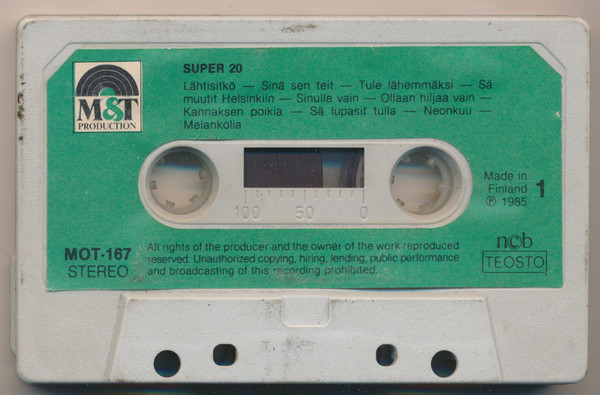 SUPER 20
Lähtisitkö — Sinä sen teit — Tule lähemmäksi — Sä
muutit Helsinkiin — Sinulle vain — Ollaan hiljaa vain —
Kannaksen poikia — Sä lupasit tulla — Neonkuu —
Melankolia
M&T
PRODUCTION
100 50 0
Made in
Finland
℗ 1985
1
MOT-167
STEREO
All rights of the producer and the owner of the work reproduced
reserved. Unauthorized copying, hiring, lending, public performance
and broadcasting of this recording prohibited.
ncb
TEOSTO